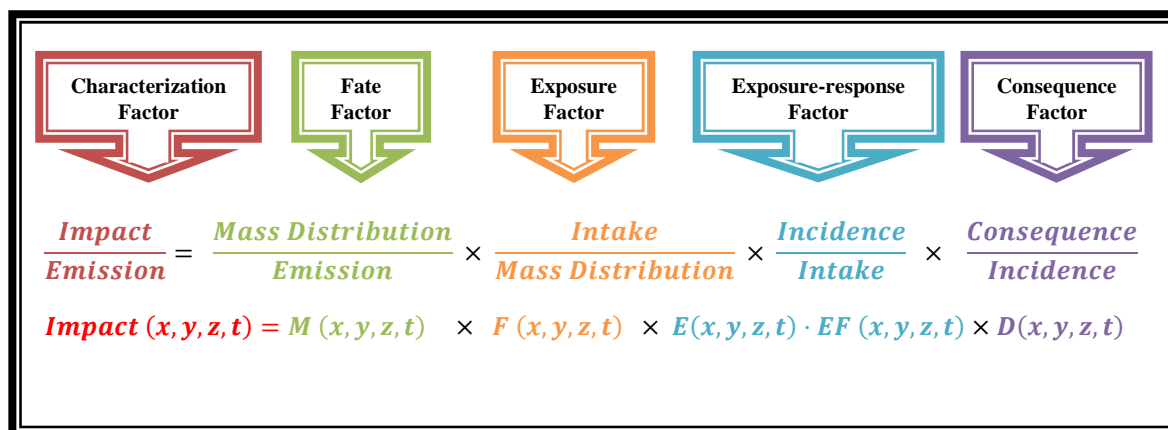 Characterization Factor
Fate Factor
Exposure Factor
Exposure-response Factor
Consequence Factor
Impact/Emission = Mass Distribution/Emission × Intake/Mass Distribution × Incidence/Intake × Consequence/Incidence
Impact (x, y, z, t) = M (x, y, z, t) × F (x, y, z, t) × E(x, y, z, t) · EF (x, y, z, t) × D(x, y, z, t)